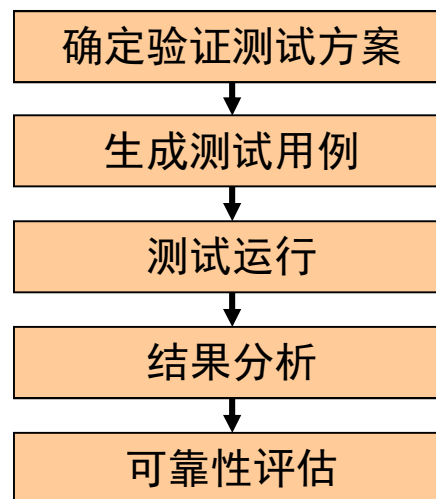 确定验证测试方案
生成测试用例
测试运行
结果分析
可靠性评估